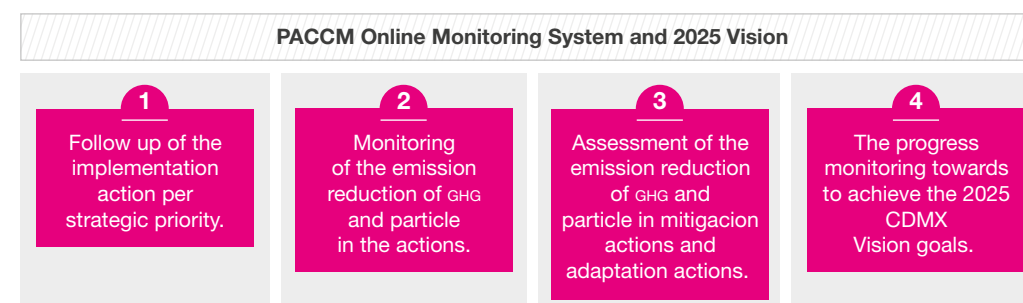 PACCM Online Monitoring System and 2025 Vision
1
Follow up of the
implementation
action per
strategic priority.
2
Monitoring
of the emission
reduction of GHG
and particle
in the actions.
3
Assessment of the
emission reduction
of GHG and
particle in mitigacion
actions and
adaptation actions.
4
The progress
monitoring towards
to achieve the 2025
CDMX
Vision goals.